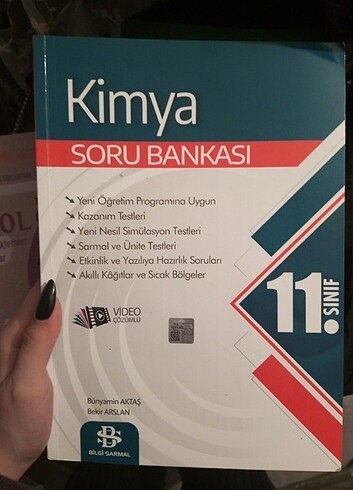 Kimya
SORU BANKASI
Yeni Öğretim Programına Uygun
Kazanım Testleri
Yeni Nesil Simülasyon Testleri
Sarmal ve Ünite Testleri
Etkinlik ve Yazılıya Hazırlık Soruları
Akıllı Kâğıtlar ve Sıcak Bölgeler
11. SINIF
VİDEO
ÇÖZÜMLÜ
Bünyamin AKTAŞ
Bekir ARSLAN
BS
BİLGİ SARMAL